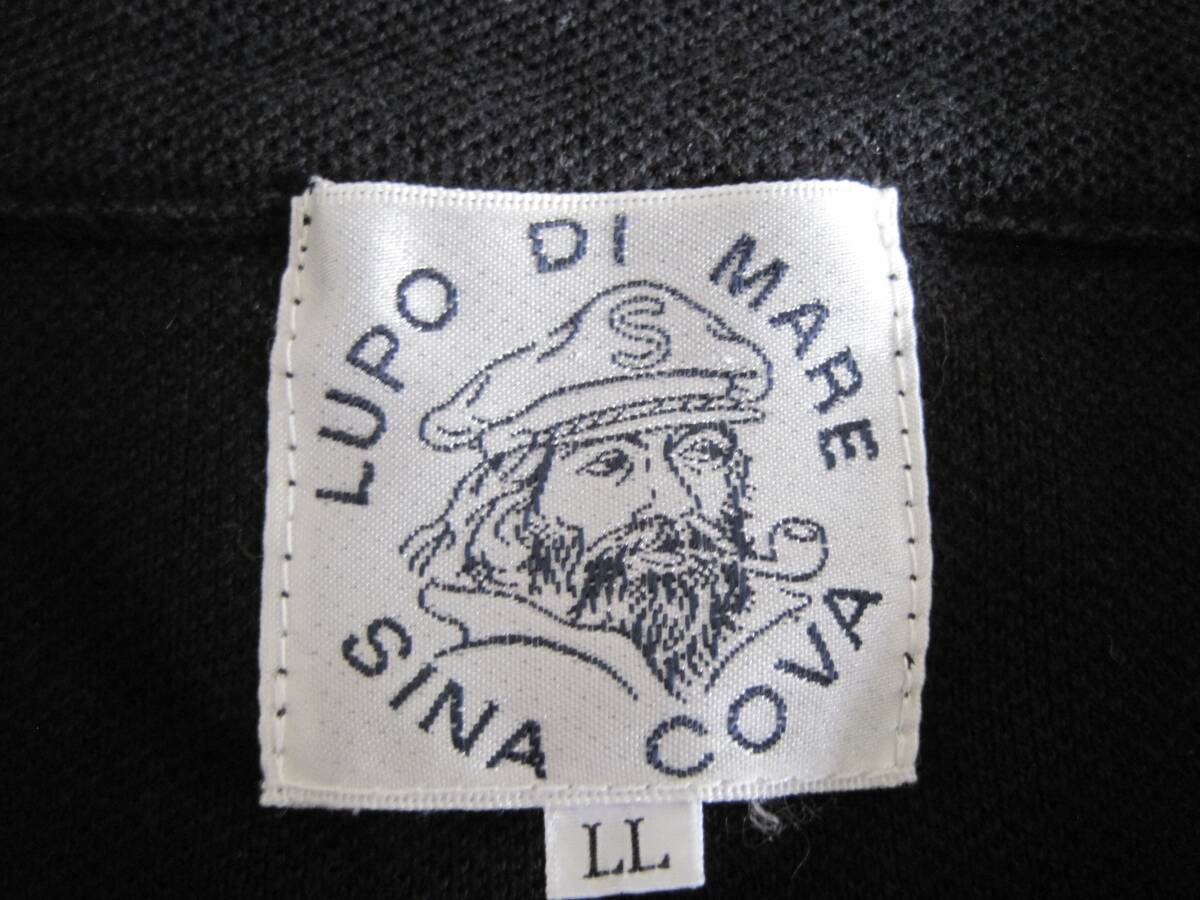 LUPO DI MARE
S
SINA COVA
LL